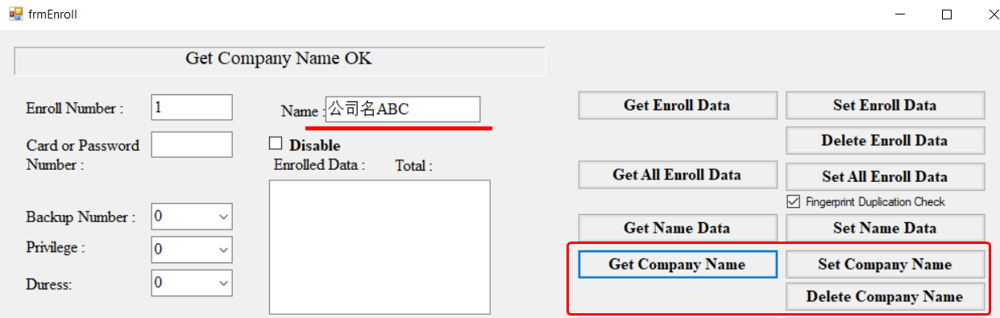 frmEnroll
Get Company Name OK
Enroll Number :
1
Name :
公司名ABC
Get Enroll Data
Set Enroll Data
Card or Password
Number :
Disable
Delete Enroll Data
Enrolled Data :
Total :
Get All Enroll Data
Set All Enroll Data
Fingerprint Duplication Check
Backup Number :
0
Get Name Data
Set Name Data
Privilege :
0
Get Company Name
Set Company Name
Duress:
0
Delete Company Name